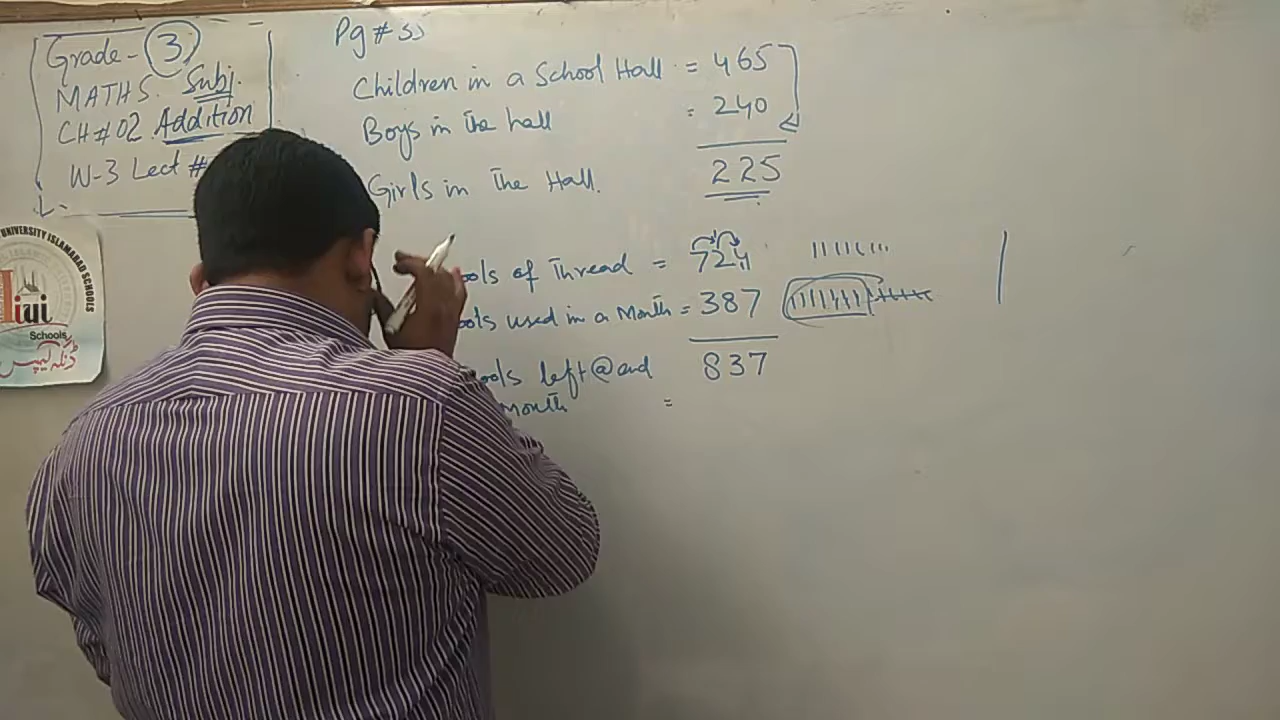 Grade - 3
MATHS. Subj.
CH # 02 Addition
W-3 Lect #
Pg # 55
Children in a School Hall = 465
Boys in the hall = 240
Girls in the Hall. 225
ools of Thread = 724
ools used in a Month = 387
ools left @ end 837
Month =
UNIVERSITY ISLAMABAD SCHOOLS
iiui
Schools